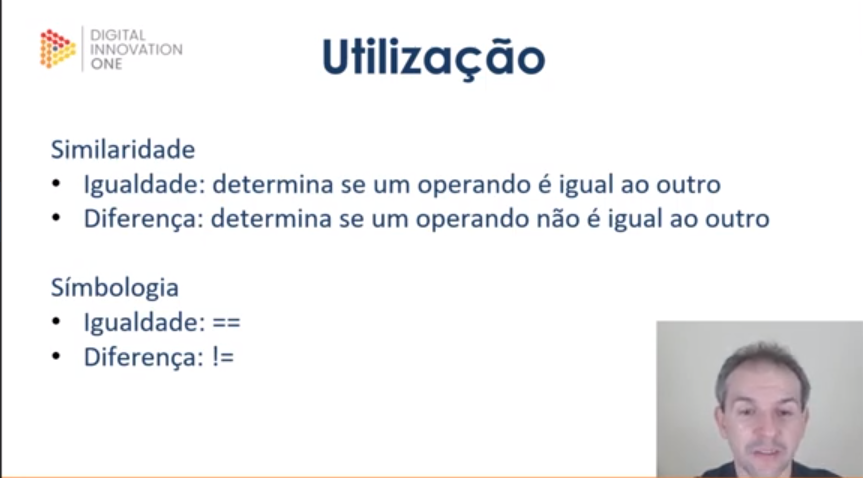 DIGITAL
INNOVATION
ONE
Utilização
Similaridade
• Igualdade: determina se um operando é igual ao outro
• Diferença: determina se um operando não é igual ao outro
Símbologia
• Igualdade: ==
• Diferença: !=